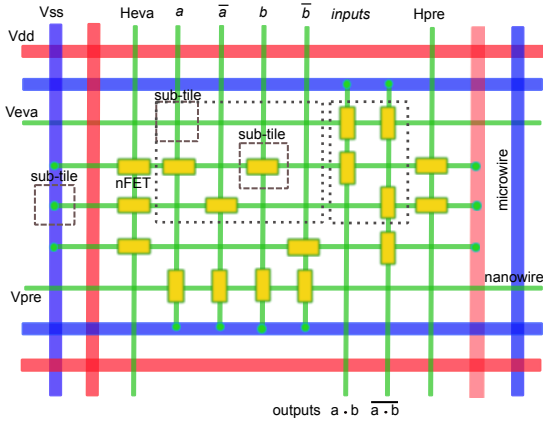 Vss Heva a a̅ b b̅ inputs Hpre
Vdd
sub-tile
Veva
sub-tile
sub-tile
nFET
microwire
nanowire
Vpre
outputs a · b a̅ ̅·̅ ̅b̅